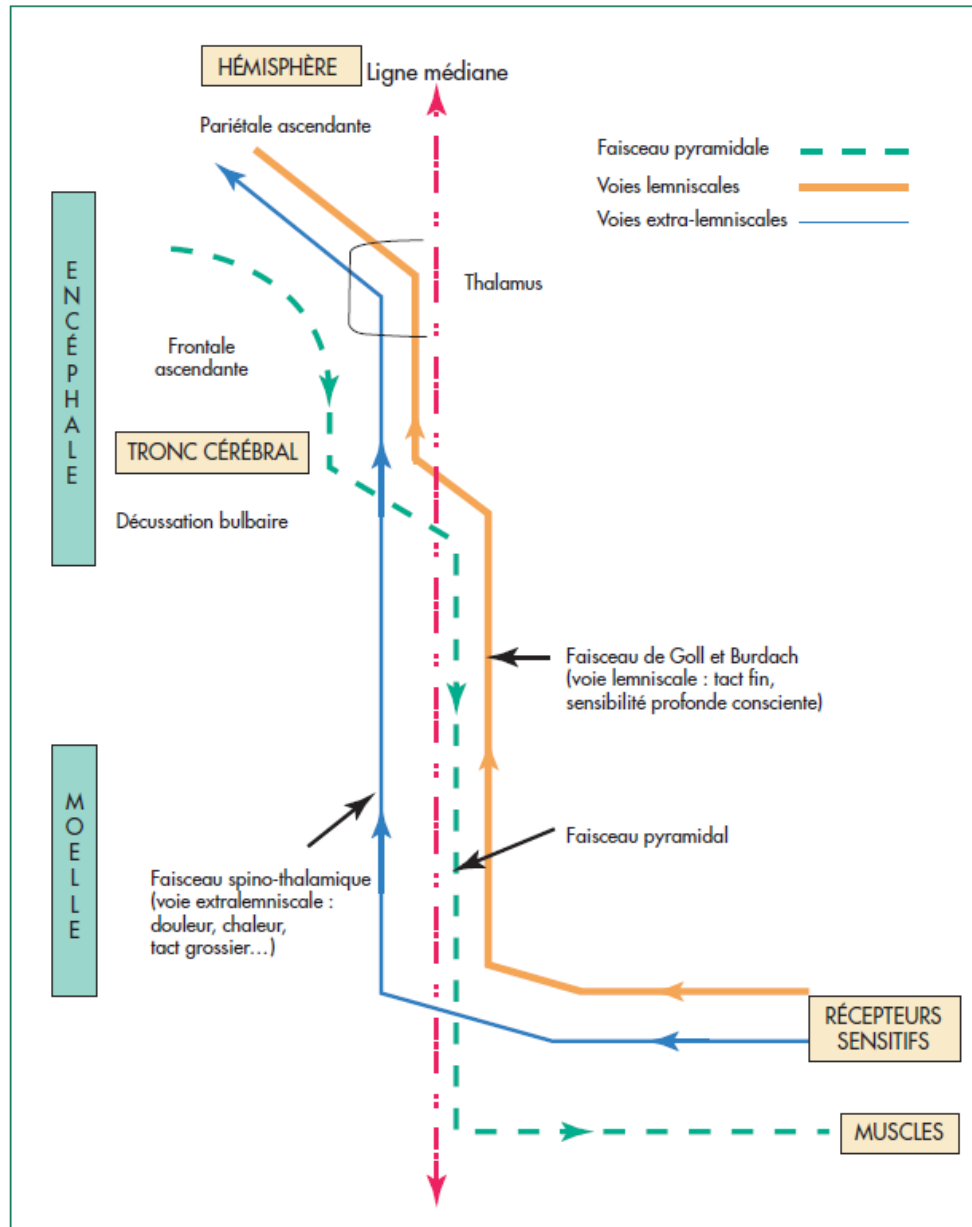 HÉMISPHÈRE
Ligne médiane
Pariétale ascendante
Faisceau pyramidale
Voies lemniscales
Voies extra-lemniscales
ENCÉPHALE
Thalamus
Frontale
ascendante
TRONC CÉRÉBRAL
Décussation bulbaire
Faisceau de Goll et Burdach
(voie lemniscale : tact fin,
sensibilité profonde consciente)
MOELLE
Faisceau pyramidal
Faisceau spino-thalamique
(voie extralemniscale :
douleur, chaleur,
tact grossier...)
RÉCEPTEURS
SENSITIFS
MUSCLES